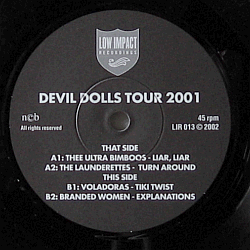 LOW IMPACT
RECORDINGS
DEVIL DOLLS TOUR 2001
n©b
45 rpm
All rights reserved
LIR 013 © 2002
THAT SIDE
A1: THEE ULTRA BIMBOOS - LIAR, LIAR
A2: THE LAUNDERETTES - TURN AROUND
THIS SIDE
B1: VOLADORAS - TIKI TWIST
B2: BRANDED WOMEN - EXPLANATIONS